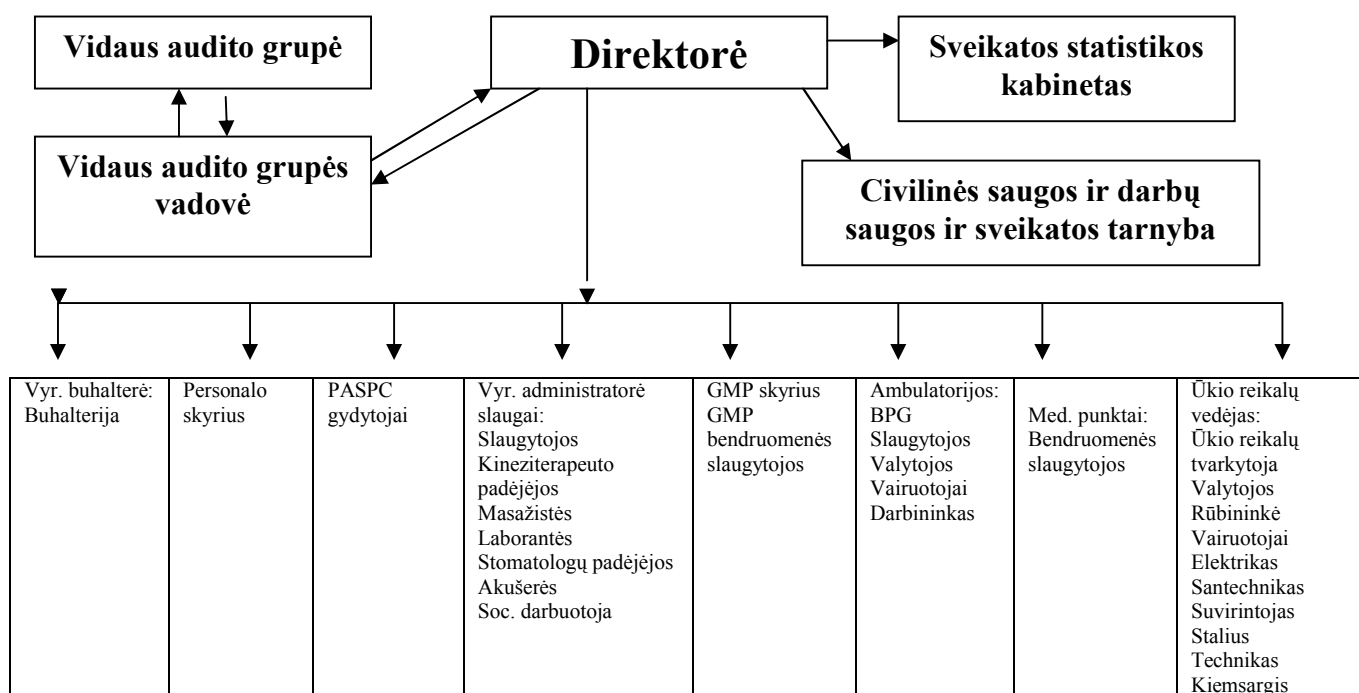 Vidaus audito grupė
Direktorė
Sveikatos statistikos
kabinetas
Vidaus audito grupės
vadovė
Civilinės saugos ir darbų
saugos ir sveikatos tarnyba
Vyr. buhalterė:
Buhalterija
Personalo
skyrius
PASPC
gydytojai
Vyr. administratorė
slaugai:
Slaugytojos
Kineziterapeuto
padėjėjos
Masažistės
Laborantės
Stomatologų padėjėjos
Akušerės
Soc. darbuotoja
GMP skyrius
GMP
bendruomenės
slaugytojos
Ambulatorijos:
BPG
Slaugytojos
Valytojos
Vairuotojai
Darbininkas
Med. punktai:
Bendruomenės
slaugytojos
Ūkio reikalų
vedėjas:
Ūkio reikalų
tvarkytoja
Valytojos
Rūbininkė
Vairuotojai
Elektrikas
Santechnikas
Suvirintojas
Stalius
Technikas
Kiemsargis